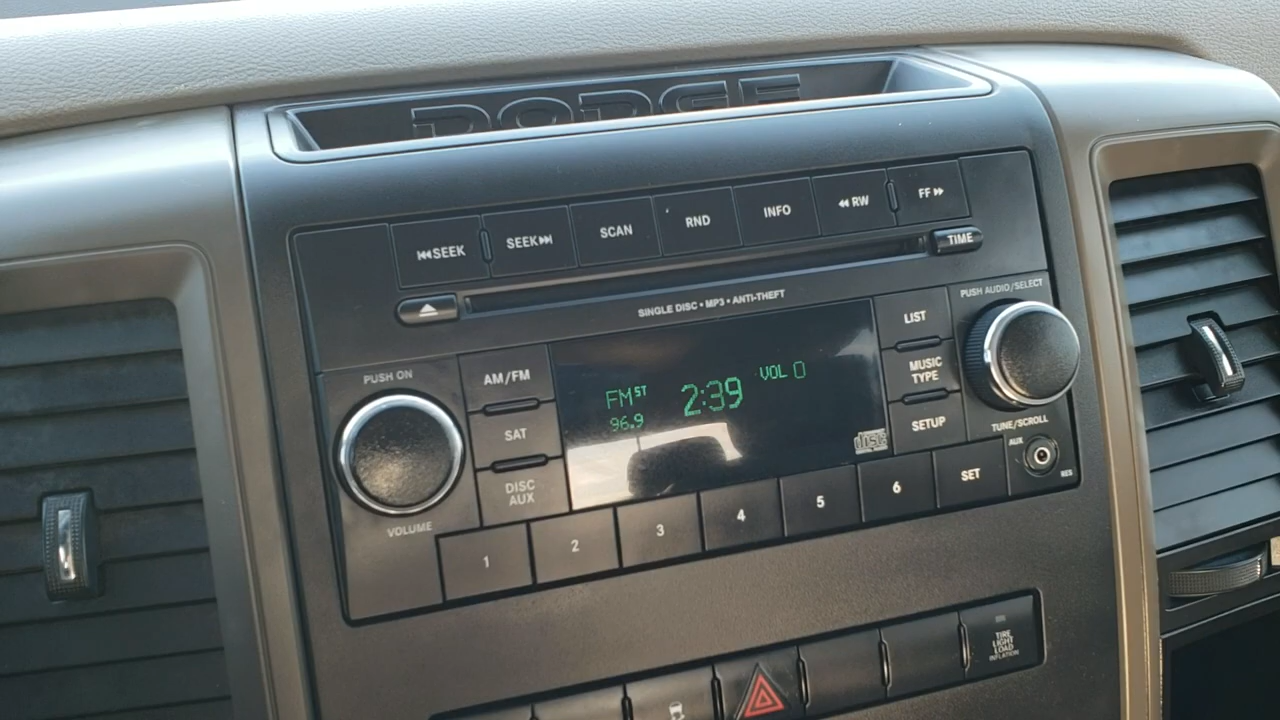 DODGE
⏮SEEK
SEEK⏭
SCAN
RND
INFO
◀◀ RW
FF ▶▶
TIME
SINGLE DISC • MP3 • ANTI-THEFT
PUSH AUDIO/SELECT
PUSH ON
AM/FM
SAT
DISC
AUX
VOLUME
FM ST
96.9
2:39
VOL 0
disc
LIST
MUSIC
TYPE
SETUP
TUNE/SCROLL
AUX
RES
1
2
3
4
5
6
SET
TIRE
LIGHT
LOAD
INFLATION